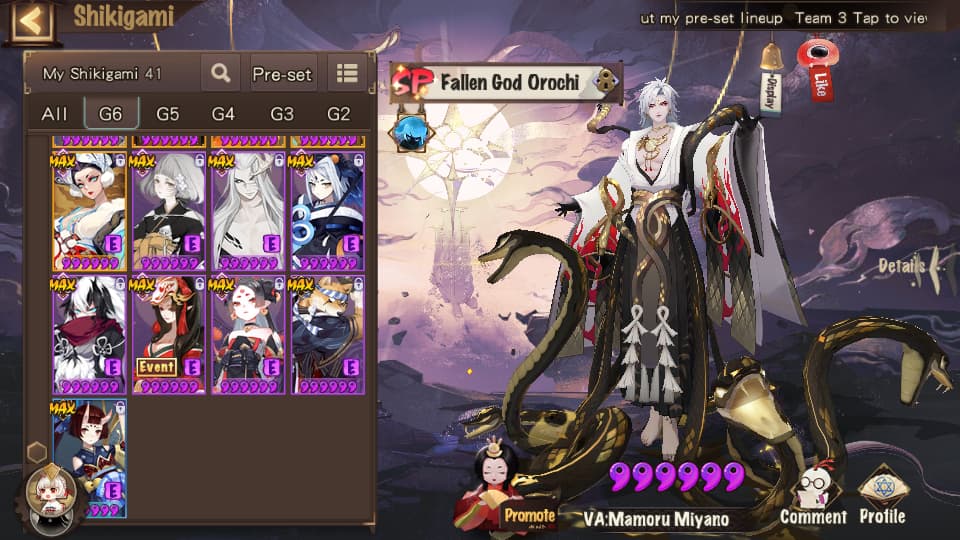 Shikigami
ut my pre-set lineup Team 3 Tap to vie
My Shikigami 41
Pre-set
All G6 G5 G4 G3 G2
SP Fallen God Orochi
Display
Like
MAX MAX MAX MAX
E E E E
999999 999999 999999 999999
MAX MAX MAX MAX
Event
E E E E
999999 999999 999999 999999
MAX
E
999
Details
999999
Promote
VA:Mamoru Miyano
Comment
Profile